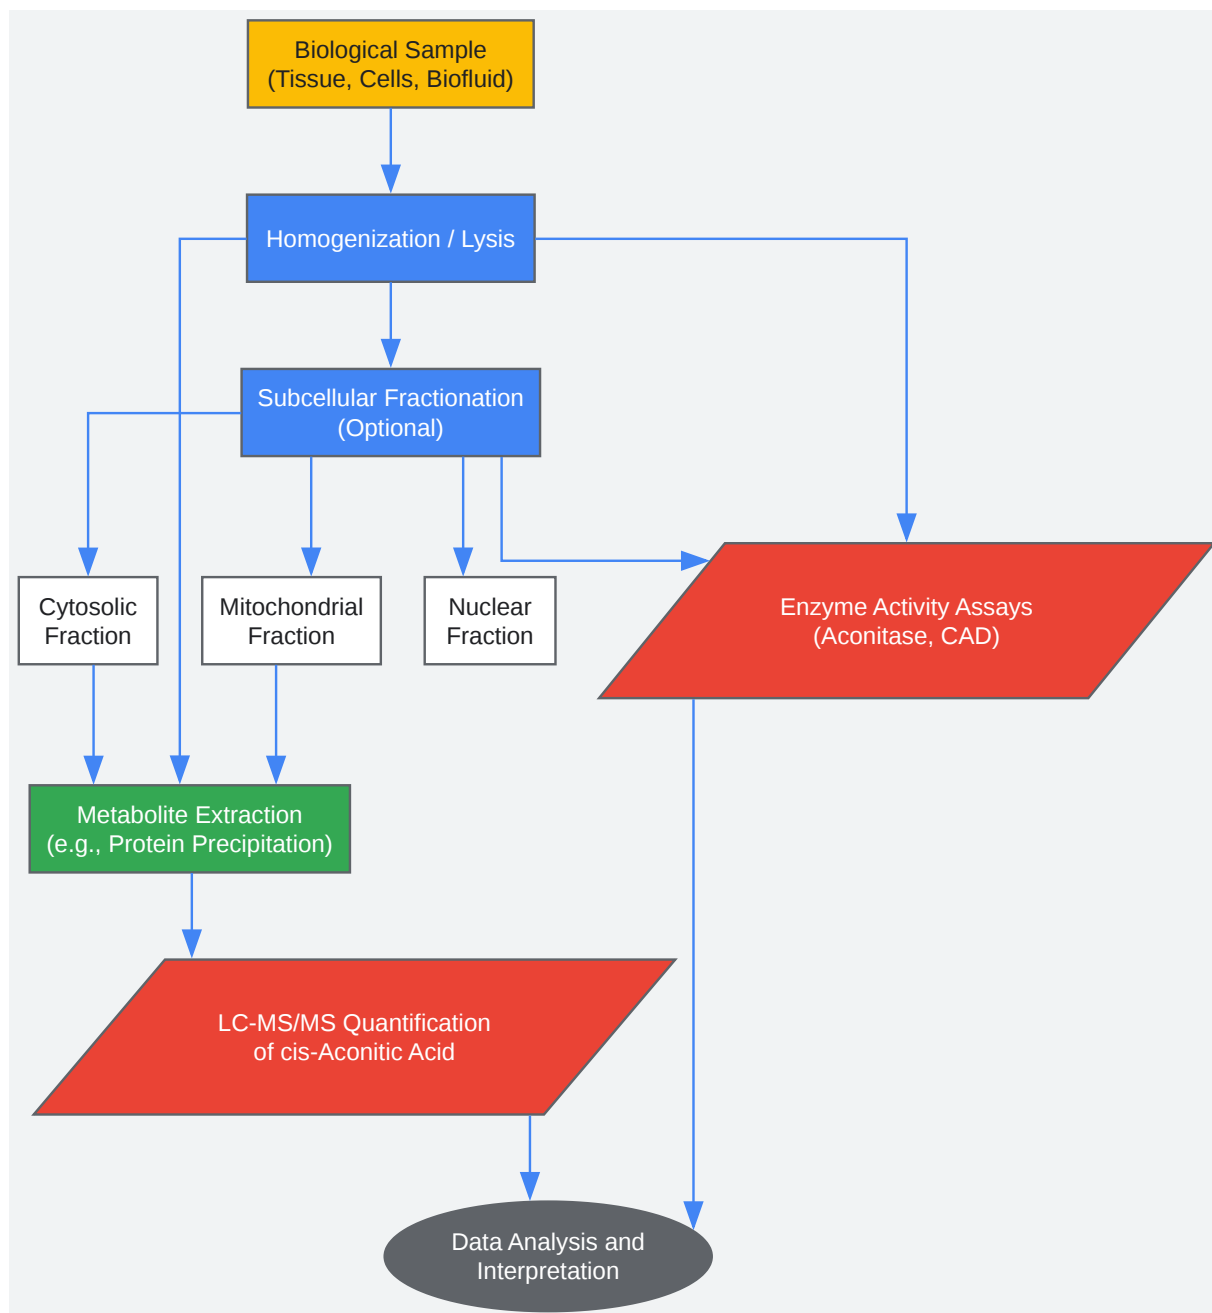 Biological Sample
(Tissue, Cells, Biofluid)
Homogenization / Lysis
Subcellular Fractionation
(Optional)
Cytosolic
Fraction
Mitochondrial
Fraction
Nuclear
Fraction
Enzyme Activity Assays
(Aconitase, CAD)
Metabolite Extraction
(e.g., Protein Precipitation)
LC-MS/MS Quantification
of cis-Aconitic Acid
Data Analysis and
Interpretation